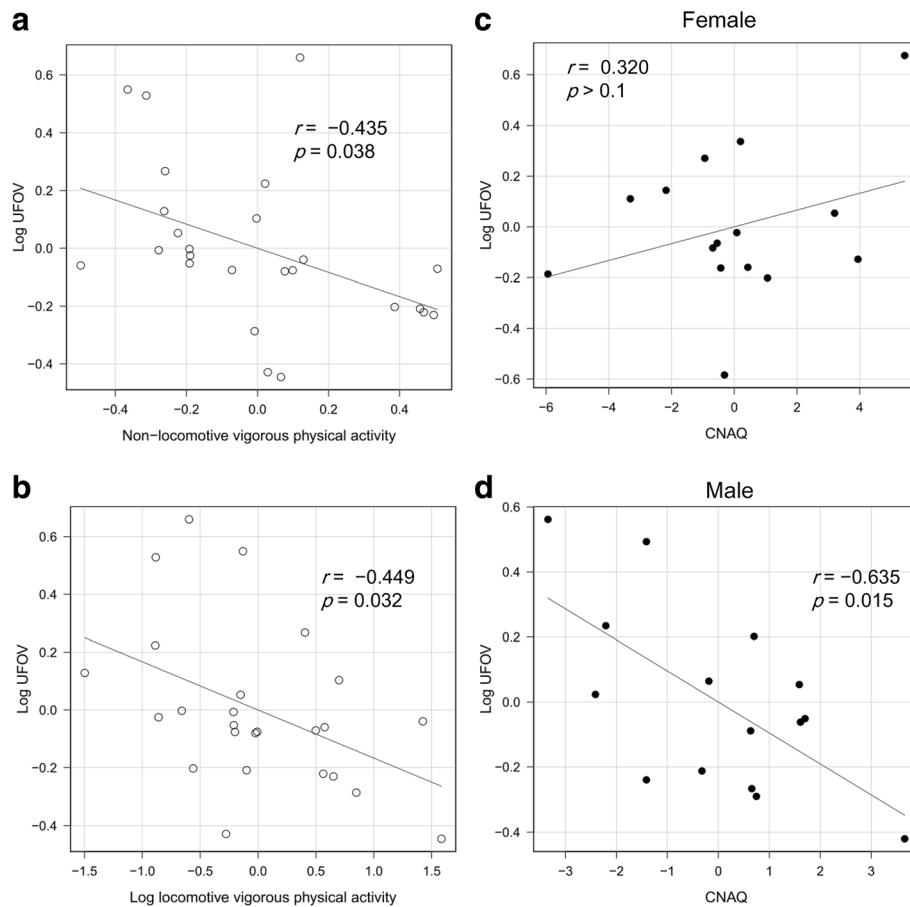 a
0.6
0.4
0.2
0.0
−0.2
−0.4
Log UFOV
r = −0.435
p = 0.038
−0.4 −0.2 0.0 0.2 0.4
Non−locomotive vigorous physical activity
c
Female
0.6
0.4
0.2
0.0
−0.2
−0.4
−0.6
Log UFOV
r = 0.320
p > 0.1
−6 −4 −2 0 2 4
CNAQ
b
0.6
0.4
0.2
0.0
−0.2
−0.4
Log UFOV
r = −0.449
p = 0.032
−1.5 −1.0 −0.5 0.0 0.5 1.0 1.5
Log locomotive vigorous physical activity
d
Male
0.6
0.4
0.2
0.0
−0.2
−0.4
Log UFOV
r = −0.635
p = 0.015
−3 −2 −1 0 1 2 3
CNAQ